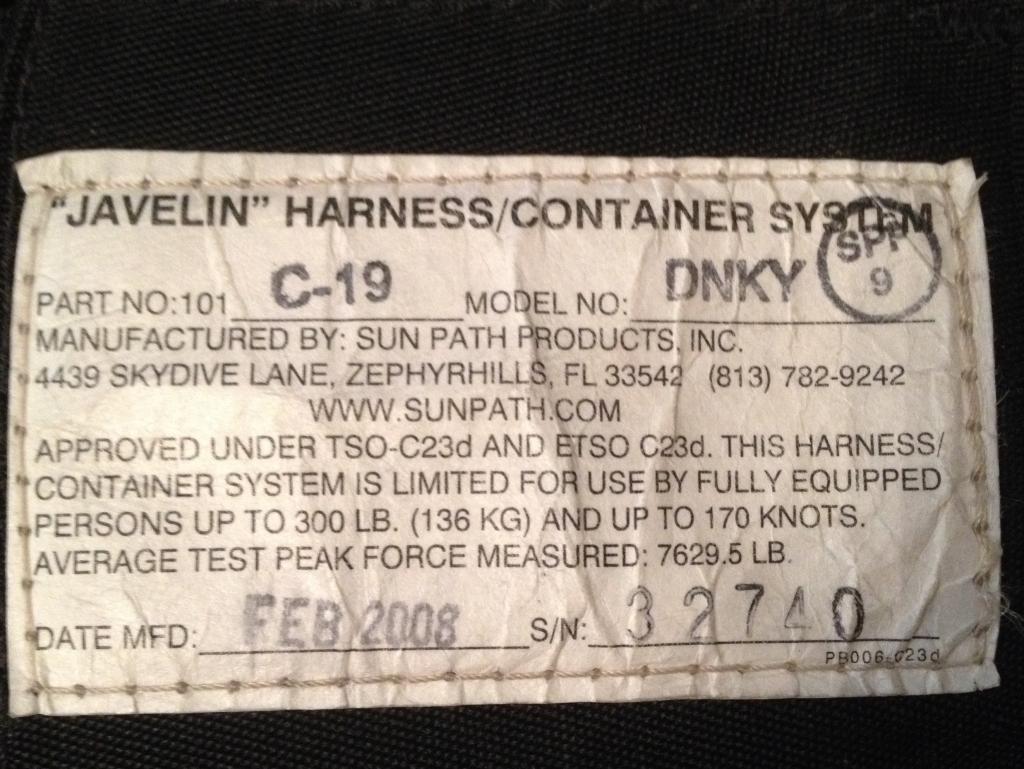 "JAVELIN" HARNESS/CONTAINER SYSTEM
SPP
9
PART NO:101 C-19 MODEL NO: DNKY
MANUFACTURED BY: SUN PATH PRODUCTS, INC.
4439 SKYDIVE LANE, ZEPHYRHILLS, FL 33542 (813) 782-9242
WWW.SUNPATH.COM
APPROVED UNDER TSO-C23d AND ETSO C23d. THIS HARNESS/
CONTAINER SYSTEM IS LIMITED FOR USE BY FULLY EQUIPPED
PERSONS UP TO 300 LB. (136 KG) AND UP TO 170 KNOTS.
AVERAGE TEST PEAK FORCE MEASURED: 7629.5 LB.
DATE MFD: FEB 2008 S/N: 32740
PB006-C23d